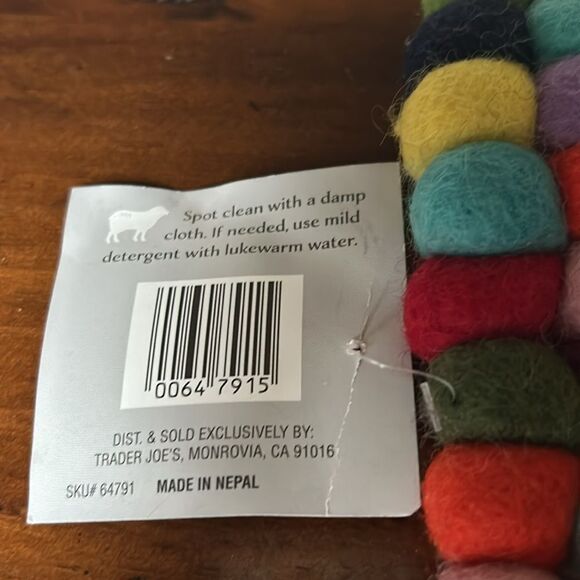 Spot clean with a damp
cloth. If needed, use mild
detergent with lukewarm water.
0064 7915
DIST. & SOLD EXCLUSIVELY BY:
TRADER JOE'S, MONROVIA, CA 91016
SKU# 64791 MADE IN NEPAL